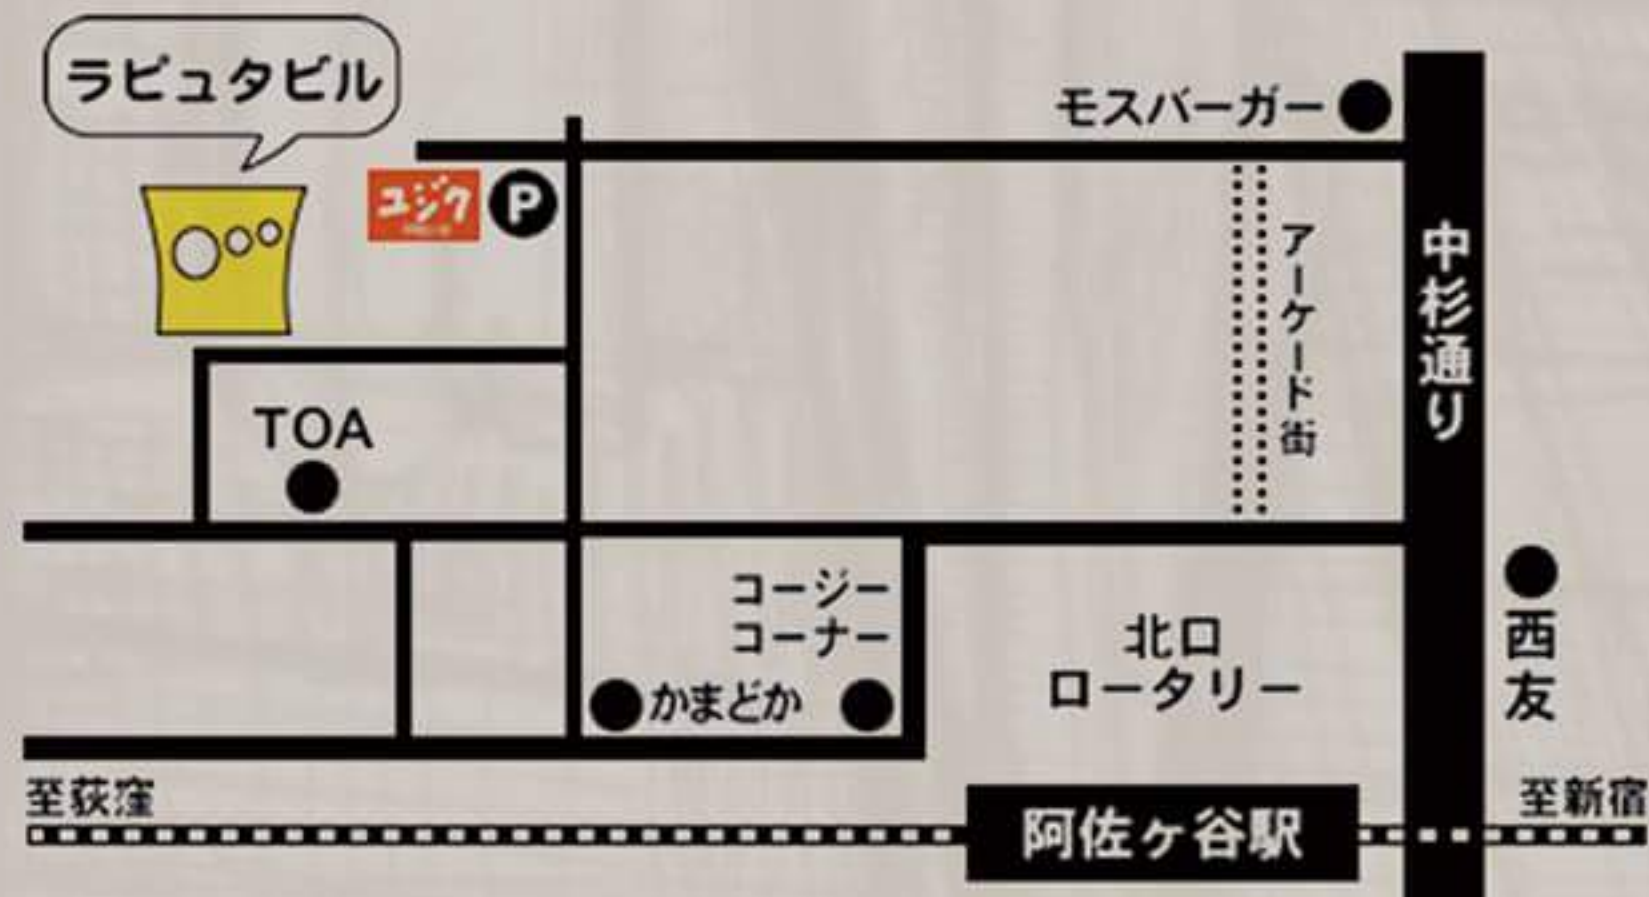 ラピュタビル
モスバーガー
ユジク
P
アーケード街
中杉通り
TOA
コージー
コーナー
かまどか
北口
ロータリー
西友
至荻窪
阿佐ヶ谷駅
至新宿